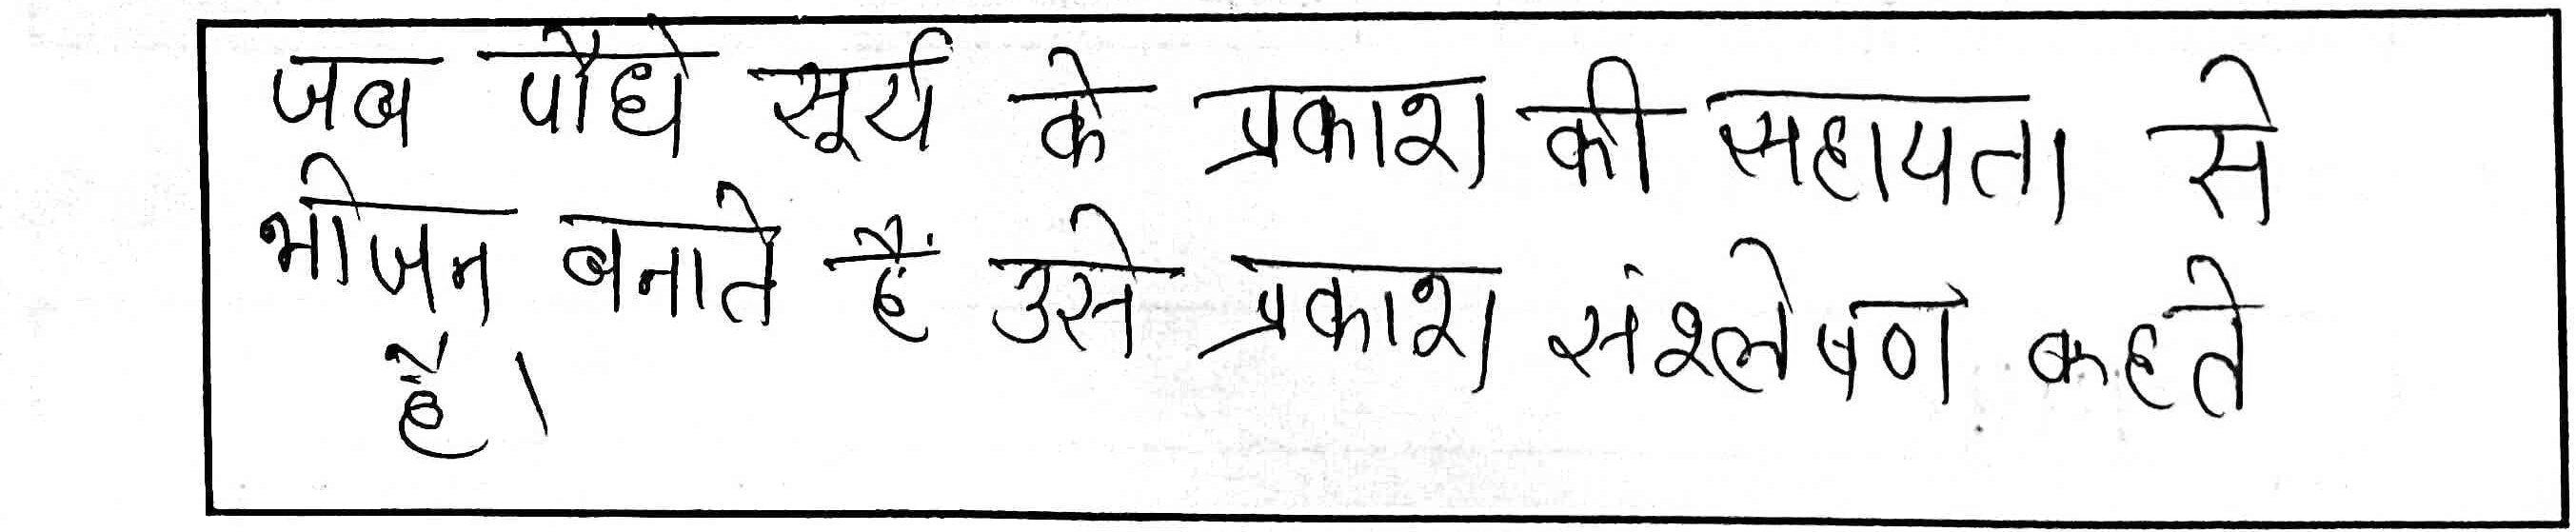 जब पौधे सूर्य के प्रकाश की सहायता से
भोजन बनाते हैं उसे प्रकाश संश्लेषण कहते
है।